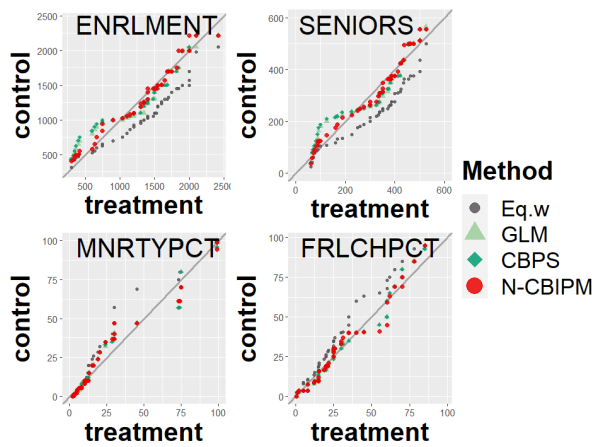 ENRLMENT
control
2500
2000
1500
1000
500
500 1000 1500 2000 2500
treatment
SENIORS
control
600
400
200
0
0 200 400 600
treatment
MNRTYPCT
control
100
75
50
25
0
0 25 50 75 100
treatment
FRLCHPCT
control
100
75
50
25
0
0 25 50 75 100
treatment
Method
Eq.w
GLM
CBPS
N-CBIPM